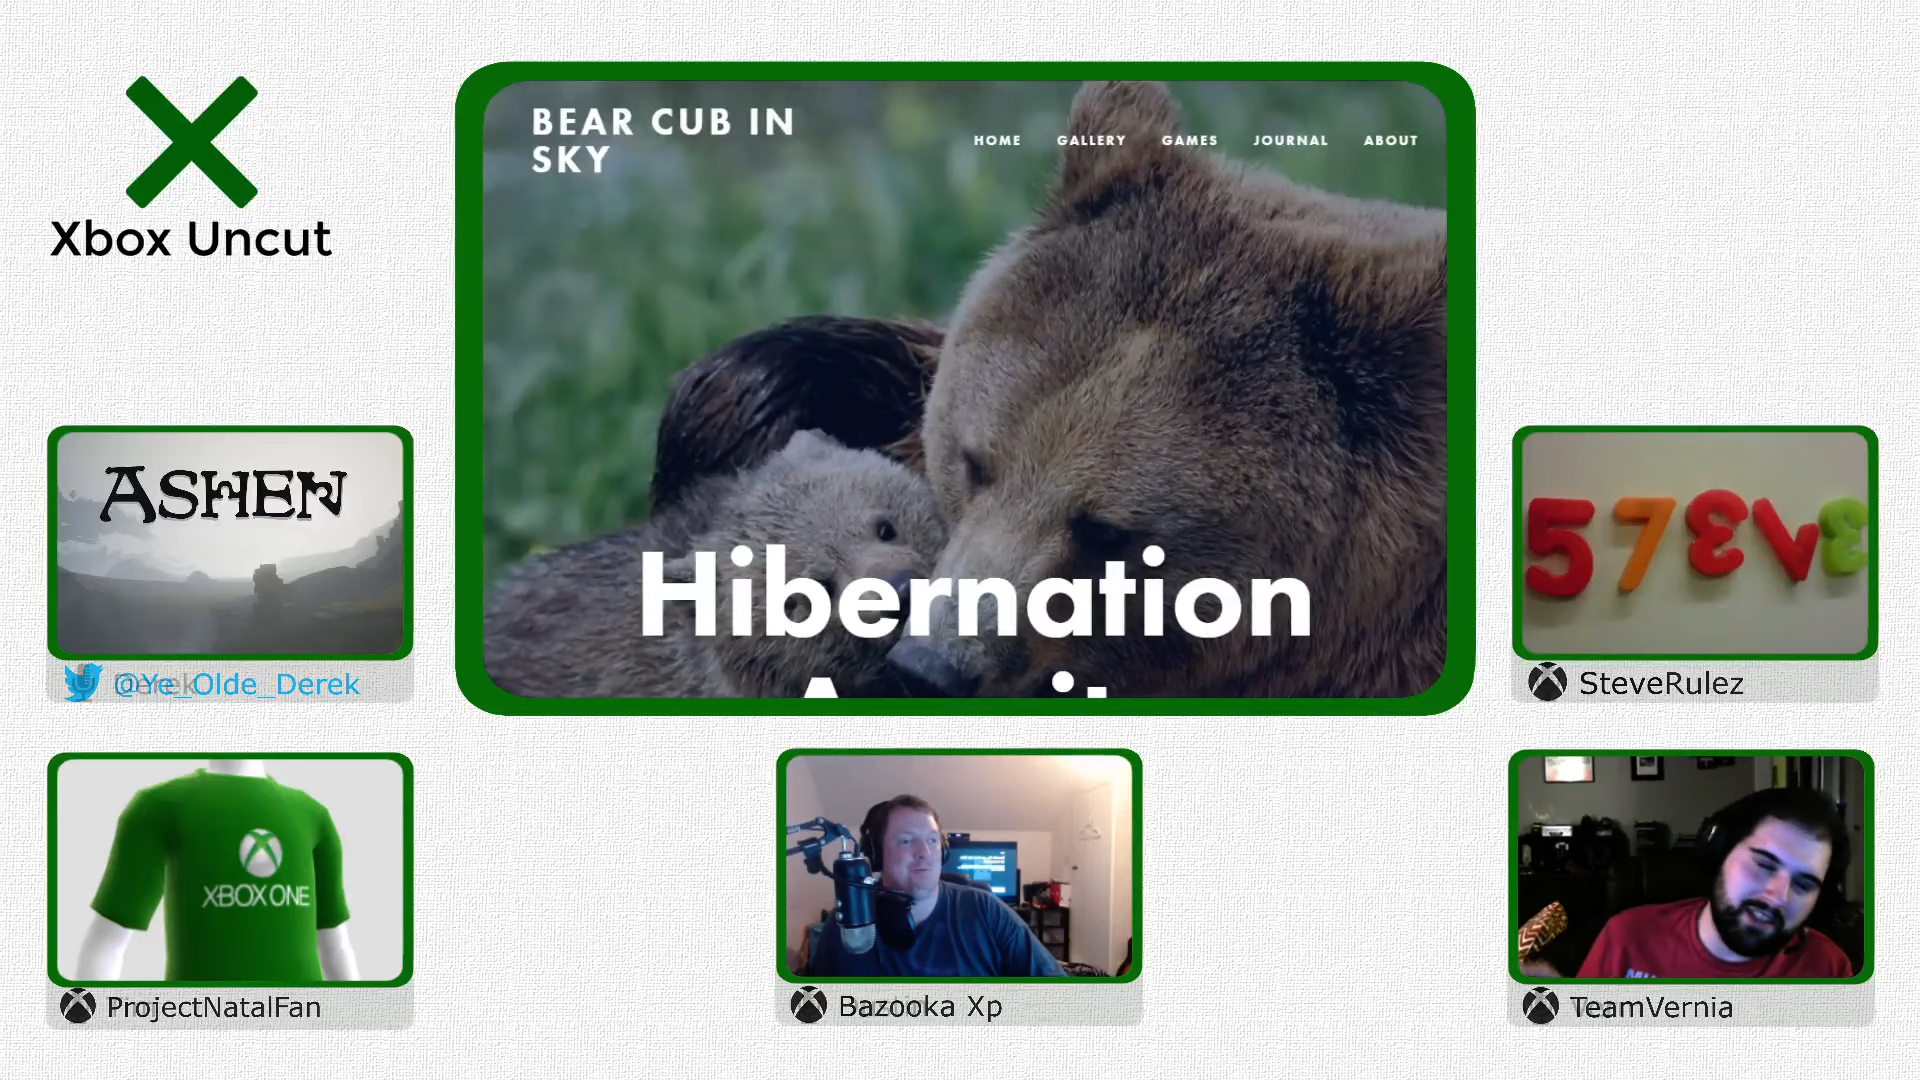 Xbox Uncut
BEAR CUB IN
SKY
HOME GALLERY GAMES JOURNAL ABOUT
Hibernation
ASHEN
@Ye_Olde_Derek
57EVE
SteveRulez
XBOX ONE
ProjectNatalFan
Bazooka Xp
TeamVernia